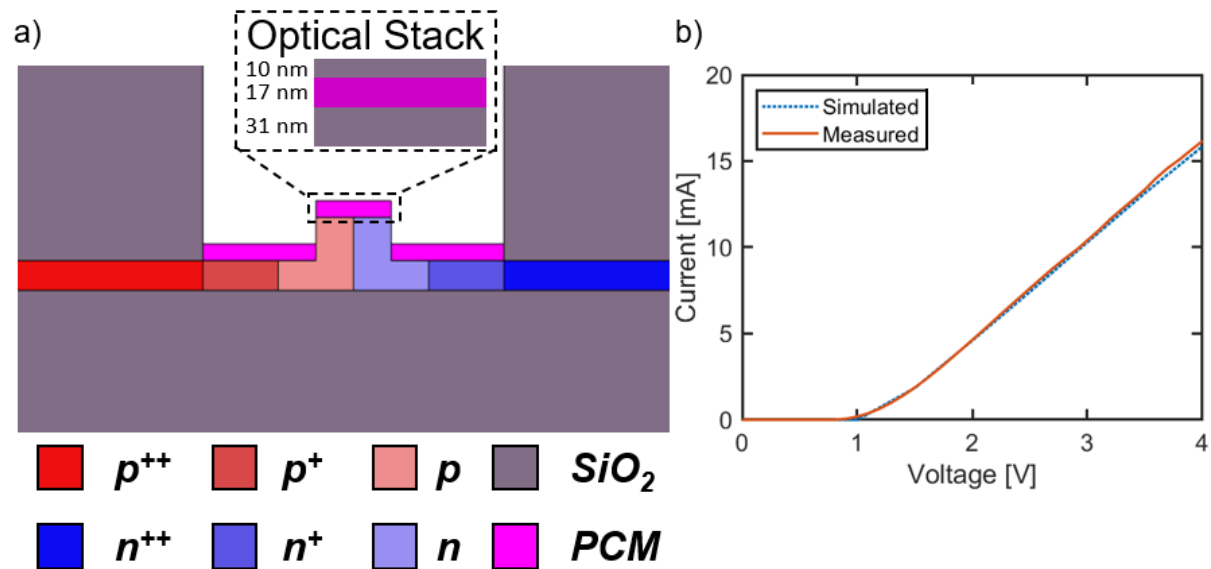 a)
Optical Stack
10 nm
17 nm
31 nm
p++
p+
p
SiO2
n++
n+
n
PCM
b)
20
15
10
5
0
Current [mA]
Simulated
Measured
0 1 2 3 4
Voltage [V]